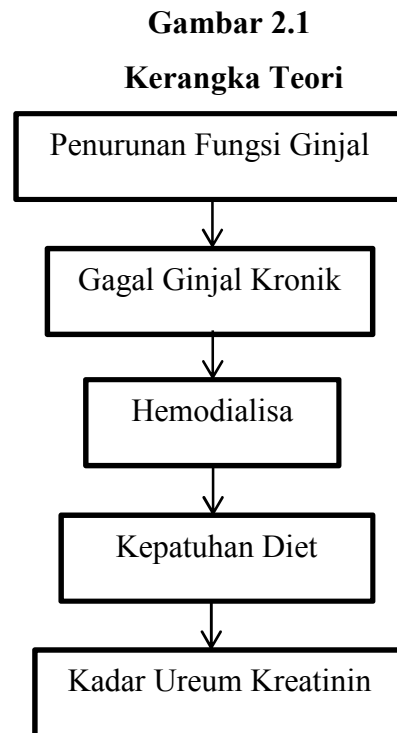 Gambar 2.1
Kerangka Teori
Penurunan Fungsi Ginjal
Gagal Ginjal Kronik
Hemodialisa
Kepatuhan Diet
Kadar Ureum Kreatinin